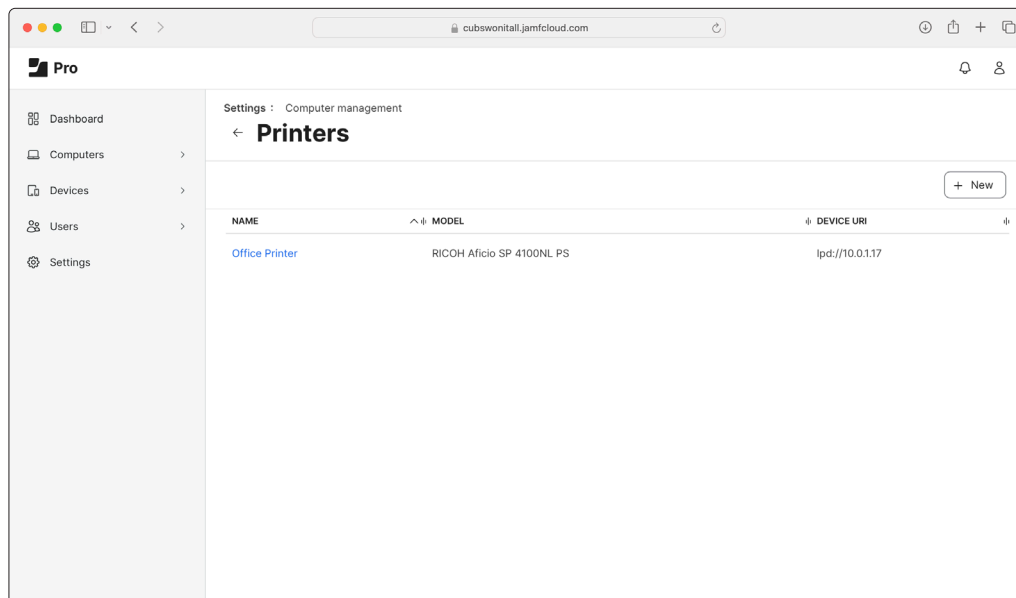 cubswonitall.jamfcloud.com
Pro
Dashboard
Computers
Devices
Users
Settings
Settings : Computer management
← Printers
+ New
NAME MODEL DEVICE URI
Office Printer RICOH Aficio SP 4100NL PS lpd://10.0.1.17